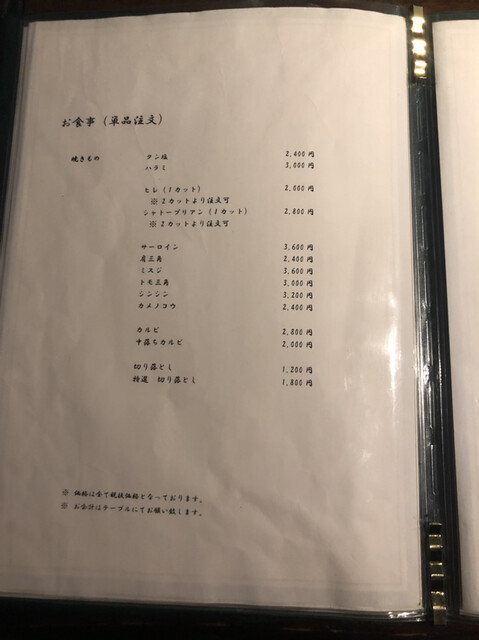 お食事（単品注文）
焼きもの　タン塩　2,400円
ハラミ　3,000円
ヒレ（1カット）　2,000円
※2カットより注文可
シャトーブリアン（1カット）　2,800円
※2カットより注文可
サーロイン　3,600円
肩三角　2,400円
ミスジ　3,600円
トモ三角　3,000円
シンシン　3,200円
カメノコウ　2,400円
カルビ　2,800円
中落ちカルビ　2,000円
切り落とし　1,200円
特選　切り落とし　1,800円
※ 価格は全て税抜価格となっております。
※ お会計はテーブルにてお願い致します。